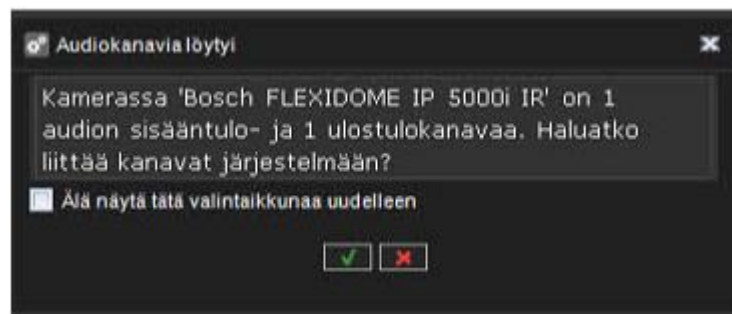 Audiokanavia löytyi
Kamerassa 'Bosch FLEXIDOME IP 5000i IR' on 1
audion sisääntulo- ja 1 ulostulokanavaa. Haluatko
liittää kanavat järjestelmään?
Älä näytä tätä valintaikkunaa uudelleen